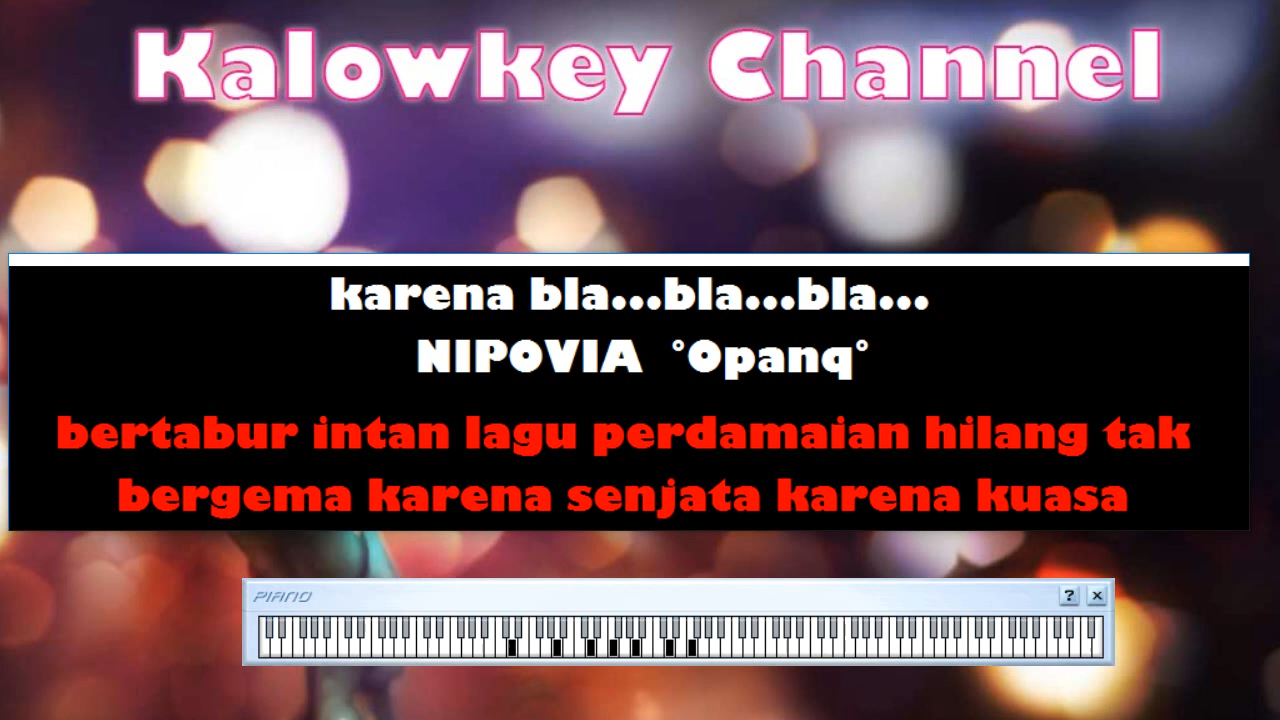 Kalowkey Channel
karena bla...bla...bla...
NIPOVIA °Opanq°
bertabur intan lagu perdamaian hilang tak
bergema karena senjata karena kuasa
PIANO
? x